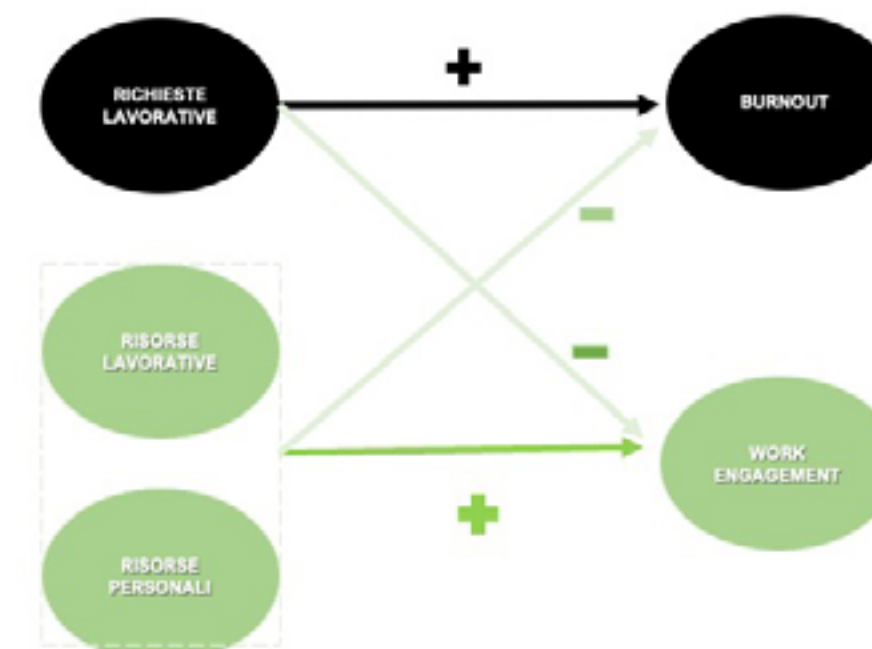 RICHIESTE
LAVORATIVE
+
BURNOUT
-
RISORSE
LAVORATIVE
-
WORK
ENGAGEMENT
+
RISORSE
PERSONALI